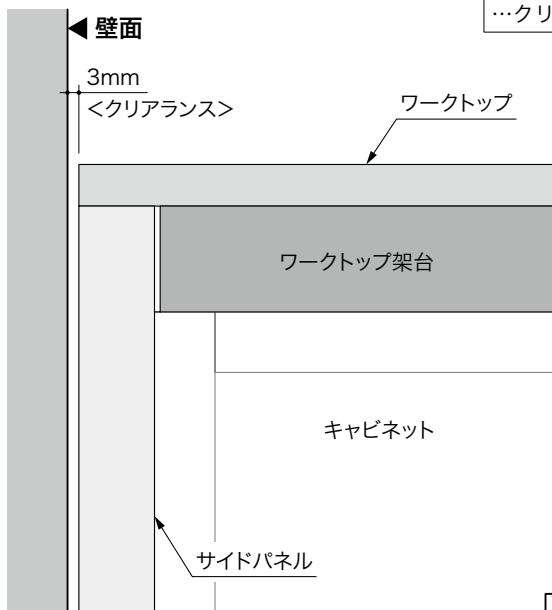 …クリ
◀ 壁面
3mm
<クリアランス>
ワークトップ
ワークトップ架台
キャビネット
サイドパネル